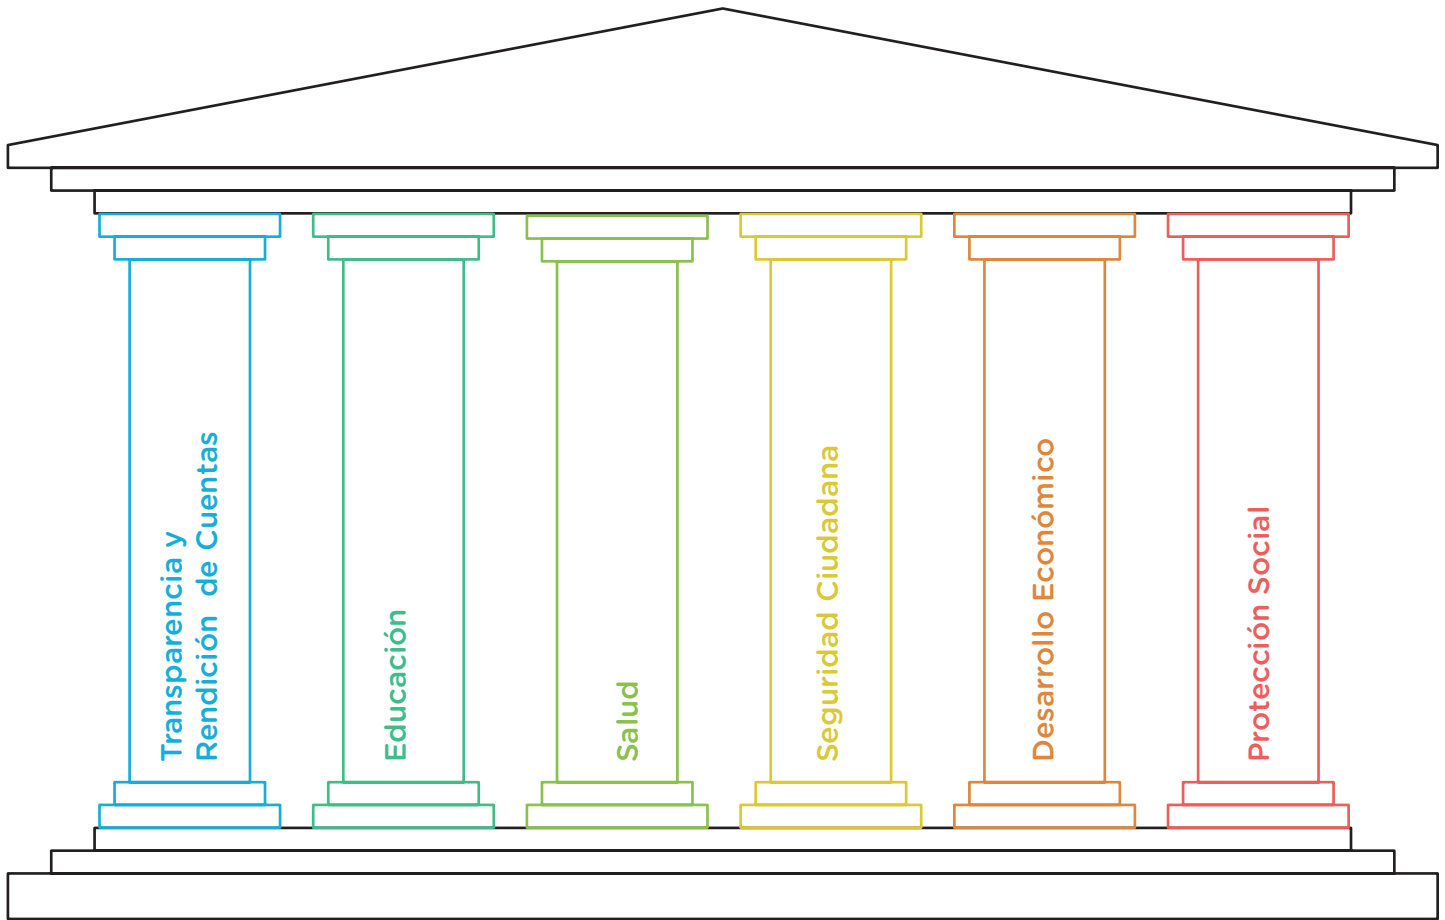 Transparencia y
Rendición de Cuentas
Educación
Salud
Seguridad Ciudadana
Desarrollo Económico
Protección Social